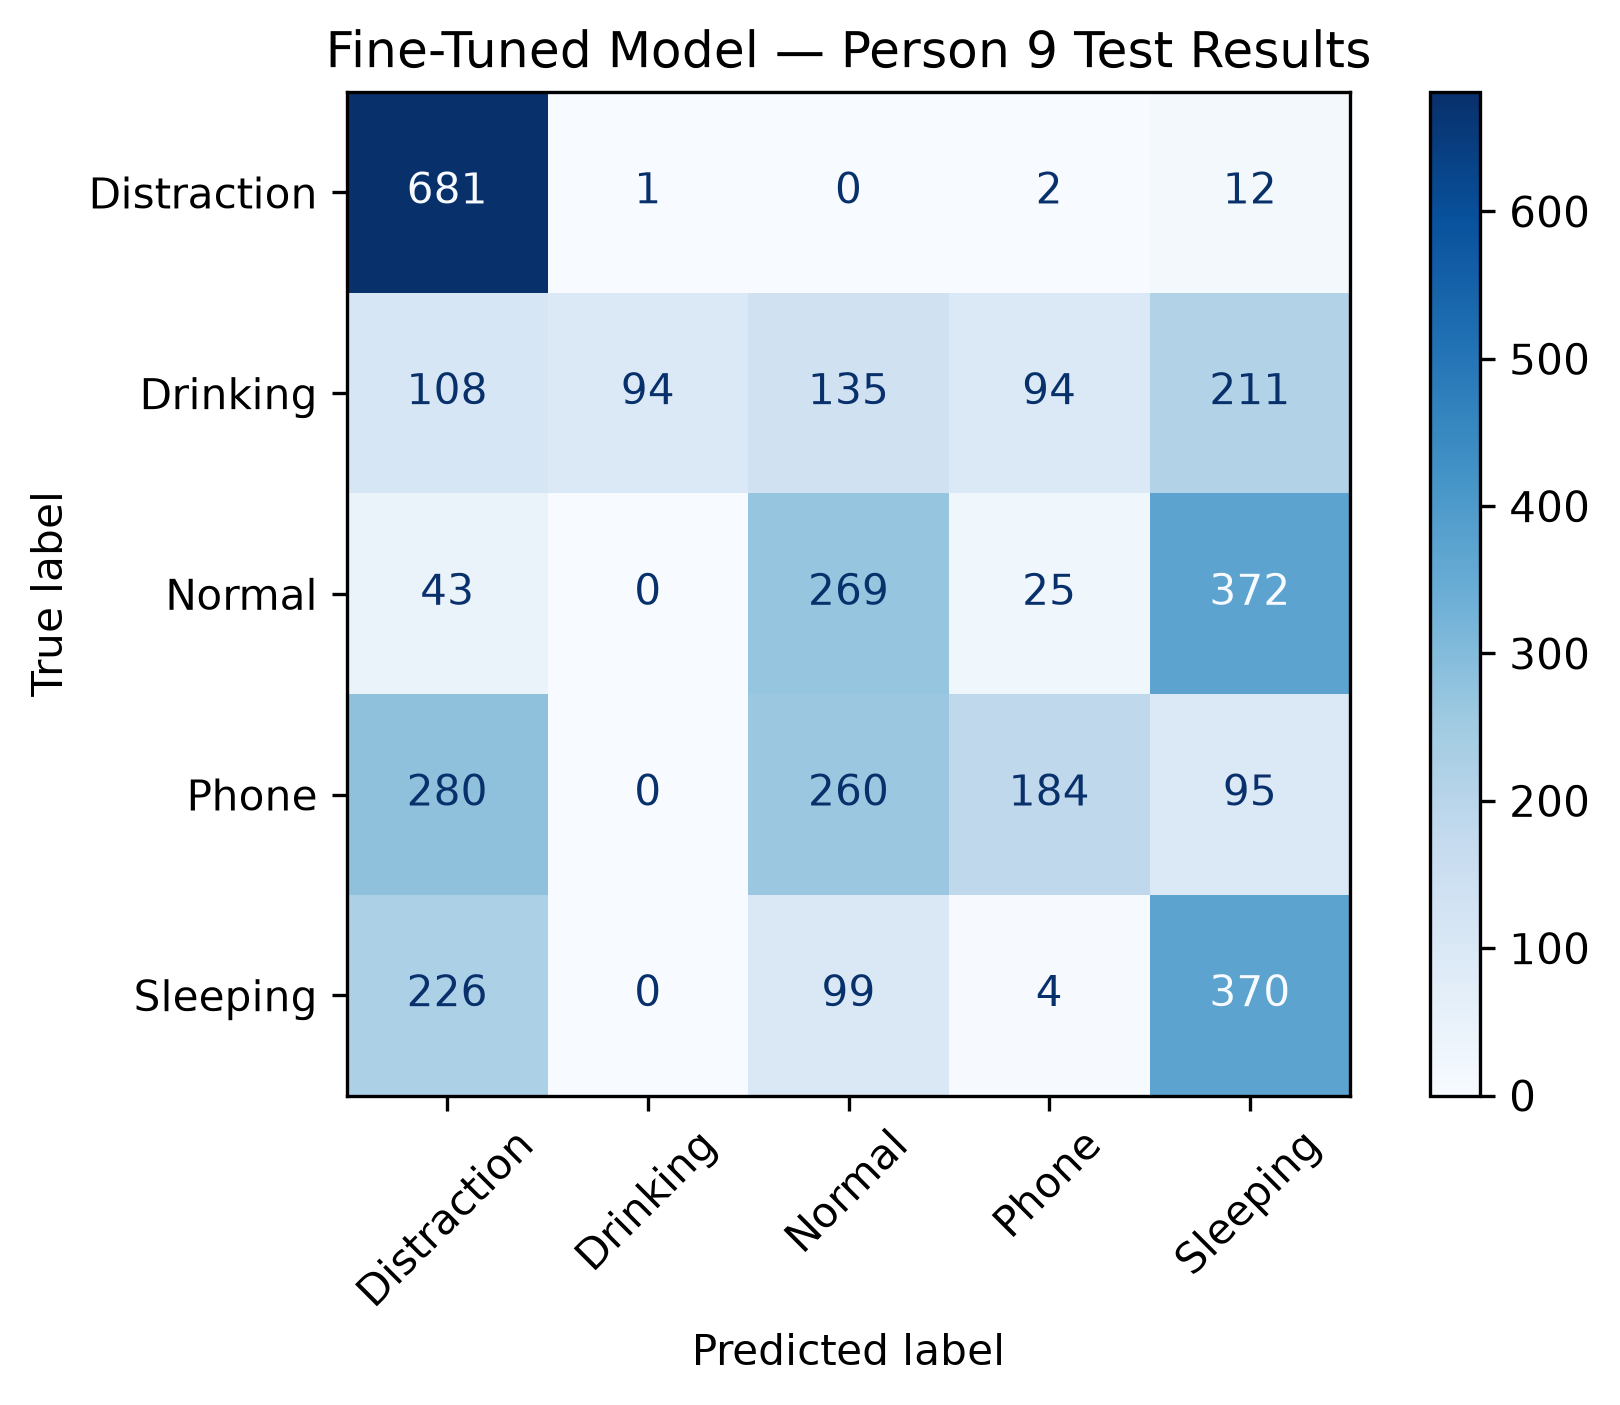 Fine-Tuned Model — Person 9 Test Results
Distraction 681 1 0 2 12
Drinking 108 94 135 94 211
Normal 43 0 269 25 372
Phone 280 0 260 184 95
Sleeping 226 0 99 4 370
True label
Distraction Drinking Normal Phone Sleeping
Predicted label
600
500
400
300
200
100
0